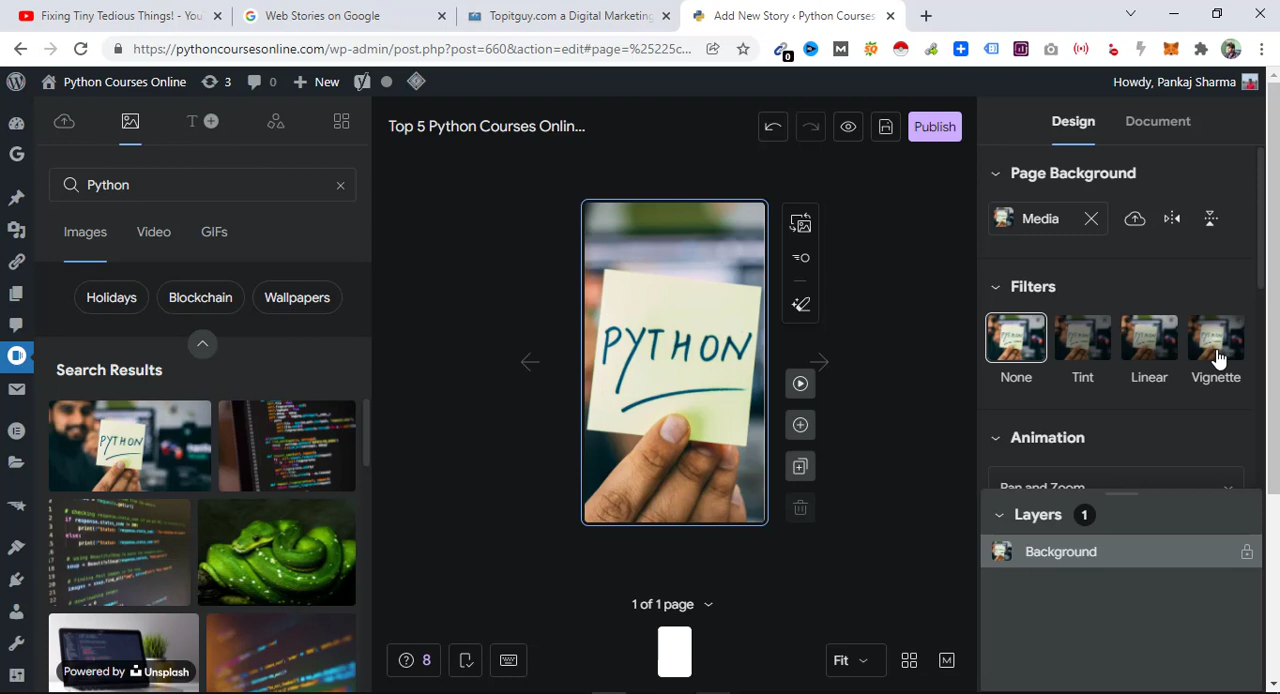 Fixing Tiny Tedious Things! - You
Web Stories on Google
Topitguy.com a Digital Marketing
Add New Story ‹ Python Courses
https://pythoncoursesonline.com/wp-admin/post.php?post=660&action=edit#page=%25225c...
0
Python Courses Online
3
0
New
Howdy, Pankaj Sharma
T
Top 5 Python Courses Onlin...
Publish
Design
Document
Python
Images
Video
GIFs
Holidays
Blockchain
Wallpapers
Search Results
PYTHON
Powered by Unsplash
PYTHON
1 of 1 page
8
Fit
Page Background
Media
Filters
None
Tint
Linear
Vignette
Animation
Pan and Zoom
Layers 1
Background